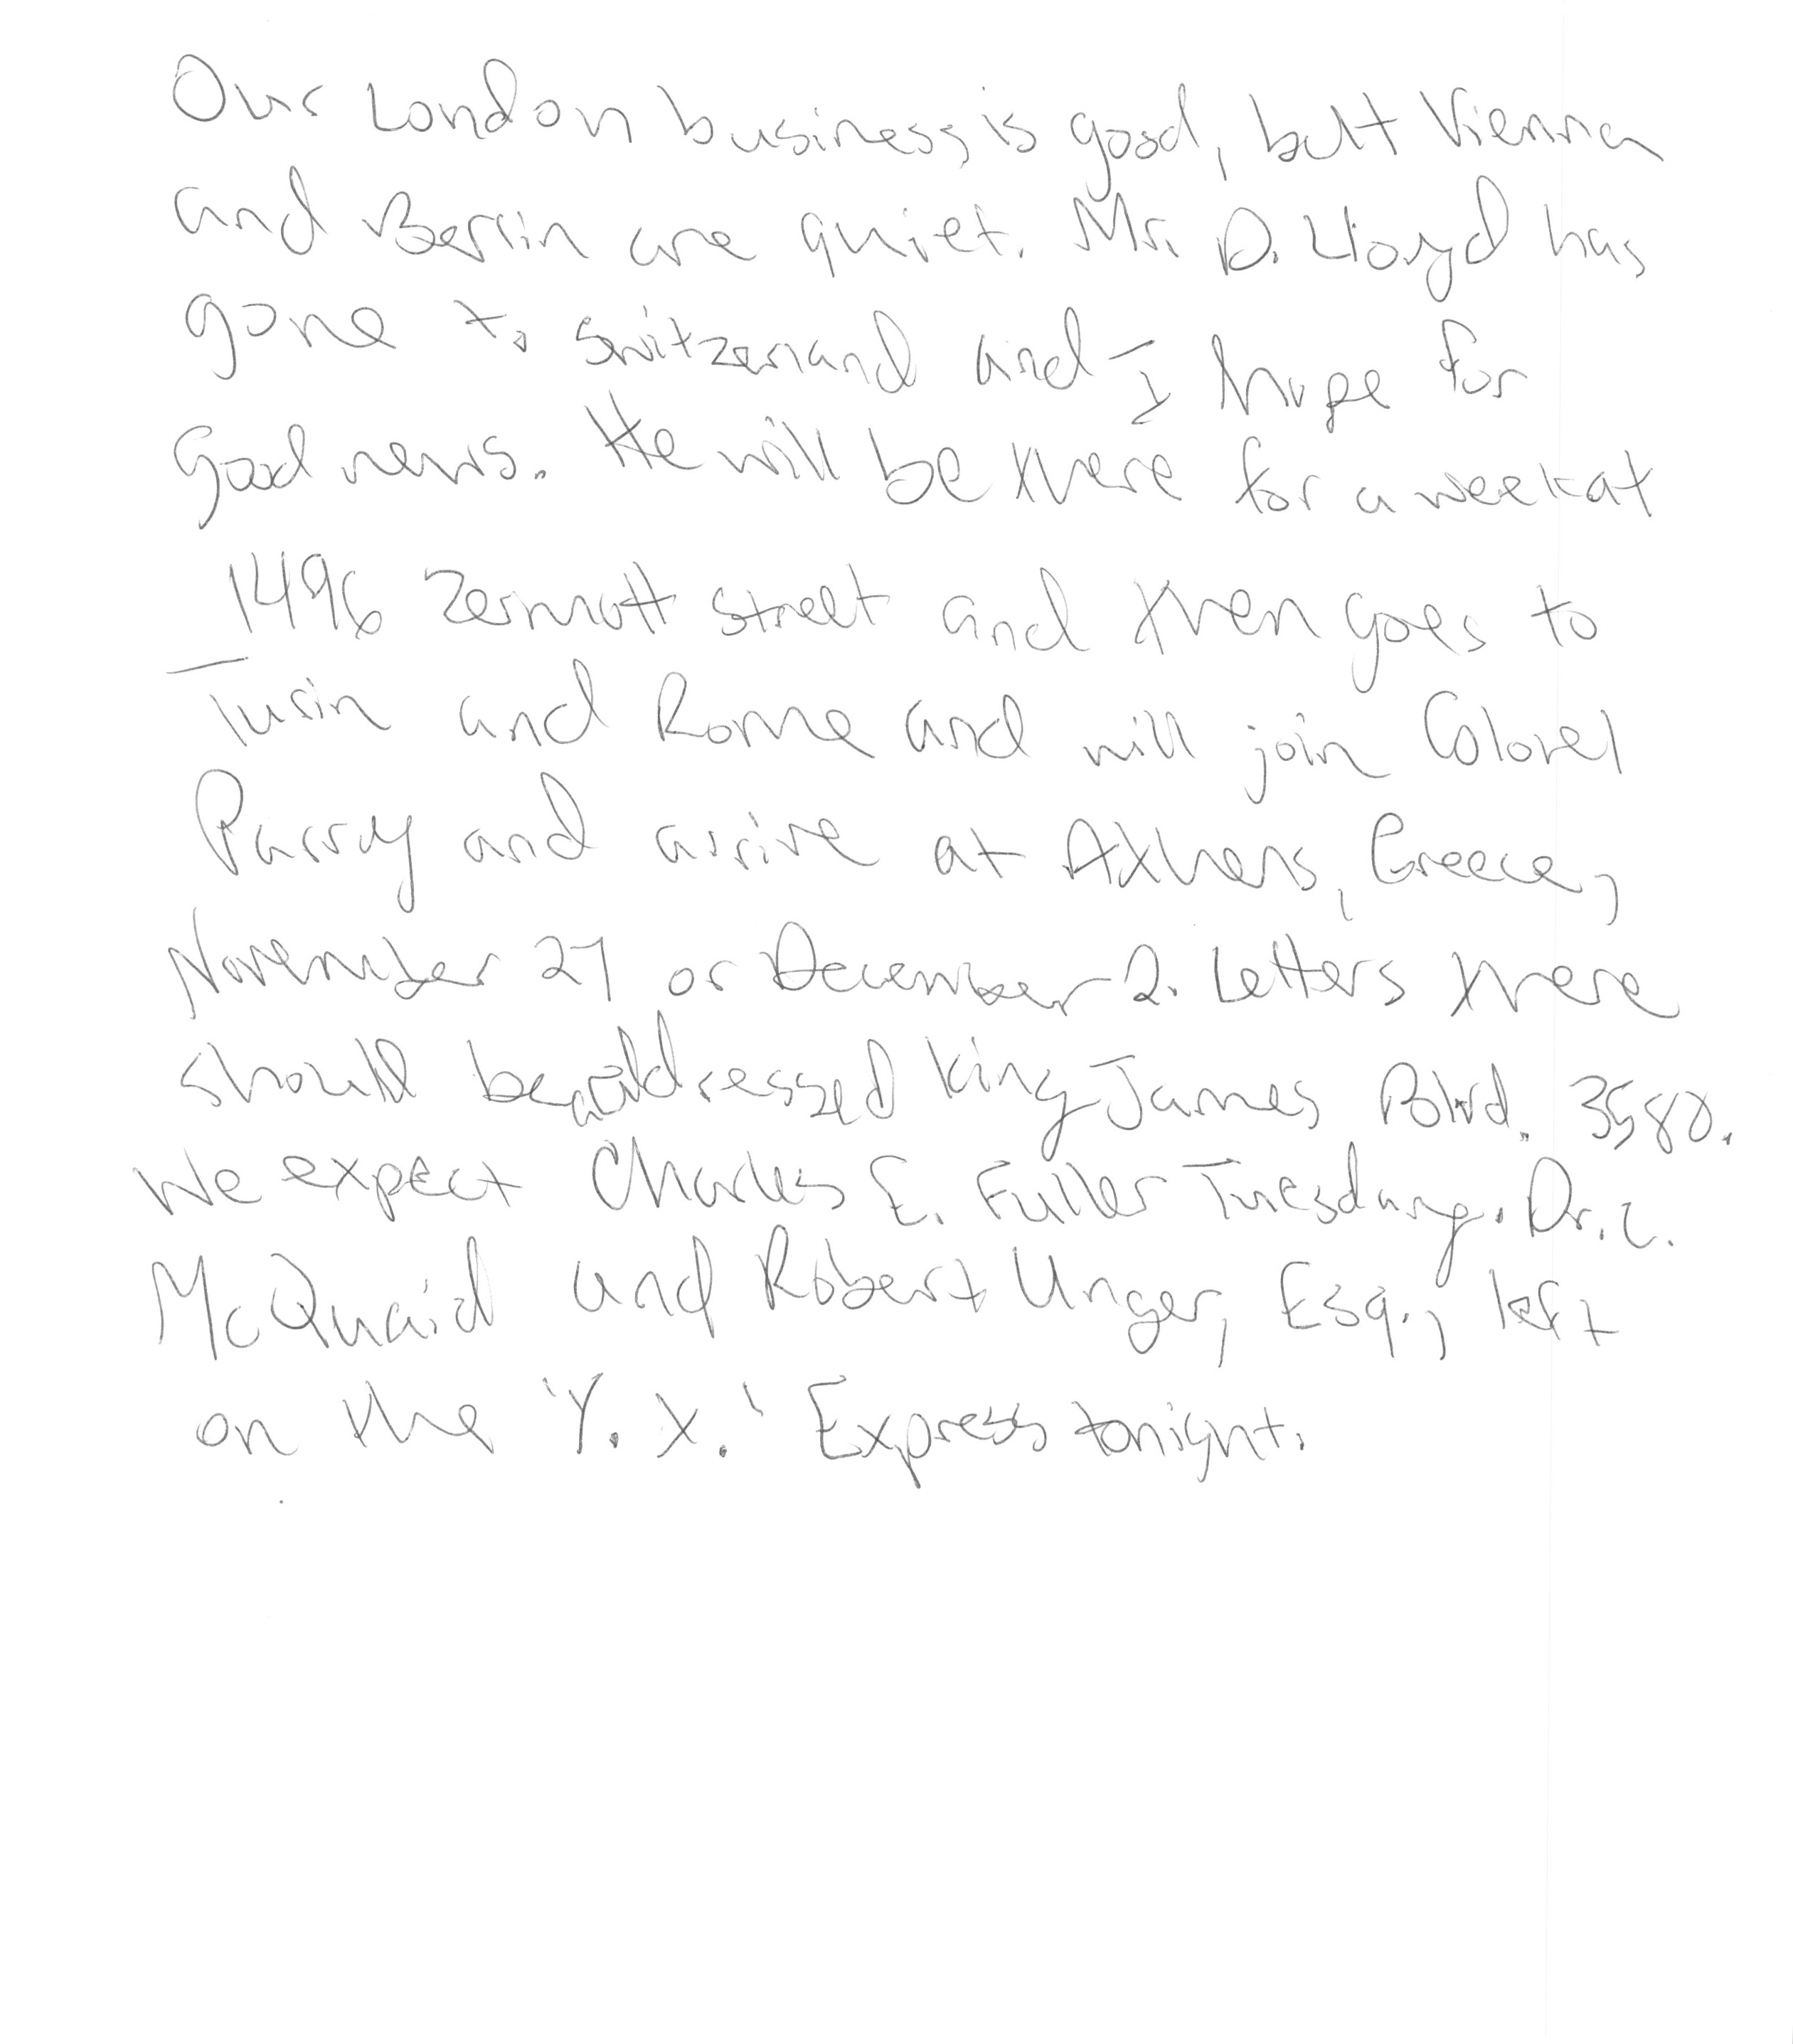 Our London business is good, but Vienna
and Berlin are quiet. Mr. D. Lloyd has
gone to Switzerland and I hope for
good news. He will be there for a week at
1496 Zermott Street and then goes to
Turin and Rome and will join Colonel
Parry and arrive at Athens, Greece,
November 27 or December 2. Letters there
should be addressed King James Blvd. 3580.
We expect Charles E. Fuller Tuesday. Dr. L.
McQuaid and Robert Unger, Esq., left
on the 'Y. X.' Express tonight.